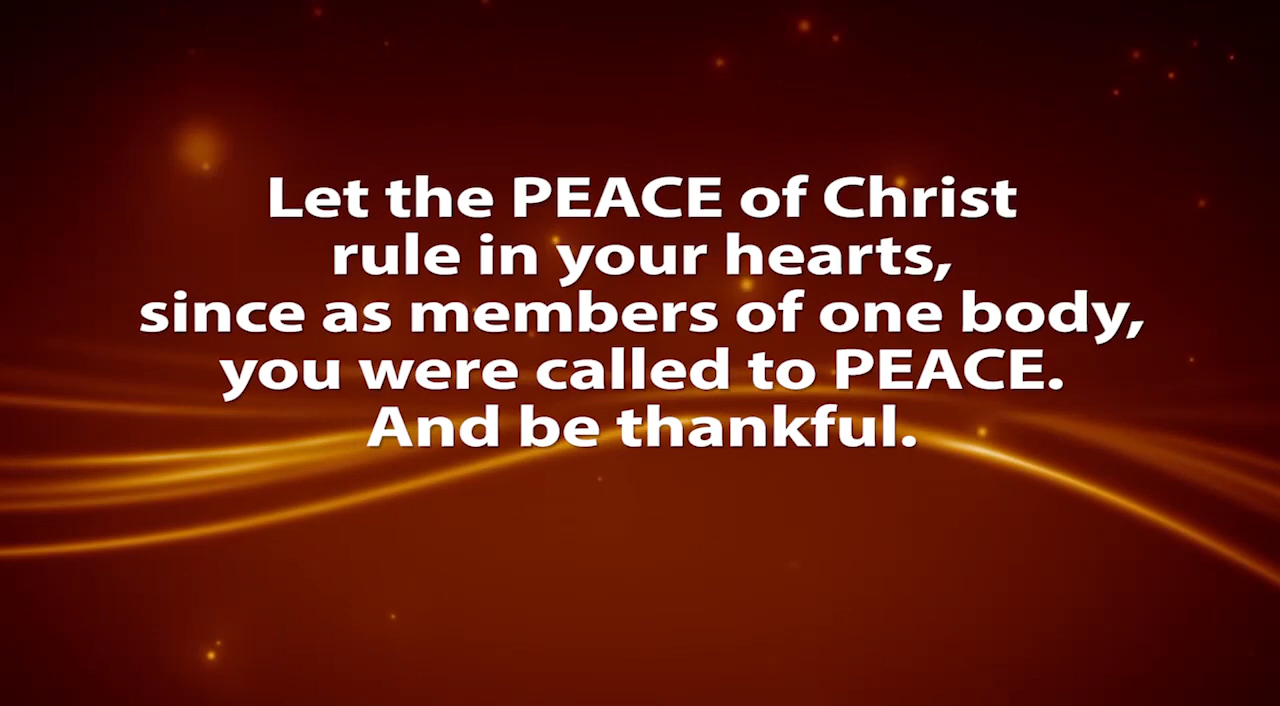 Let the PEACE of Christ
rule in your hearts,
since as members of one body,
you were called to PEACE.
And be thankful.